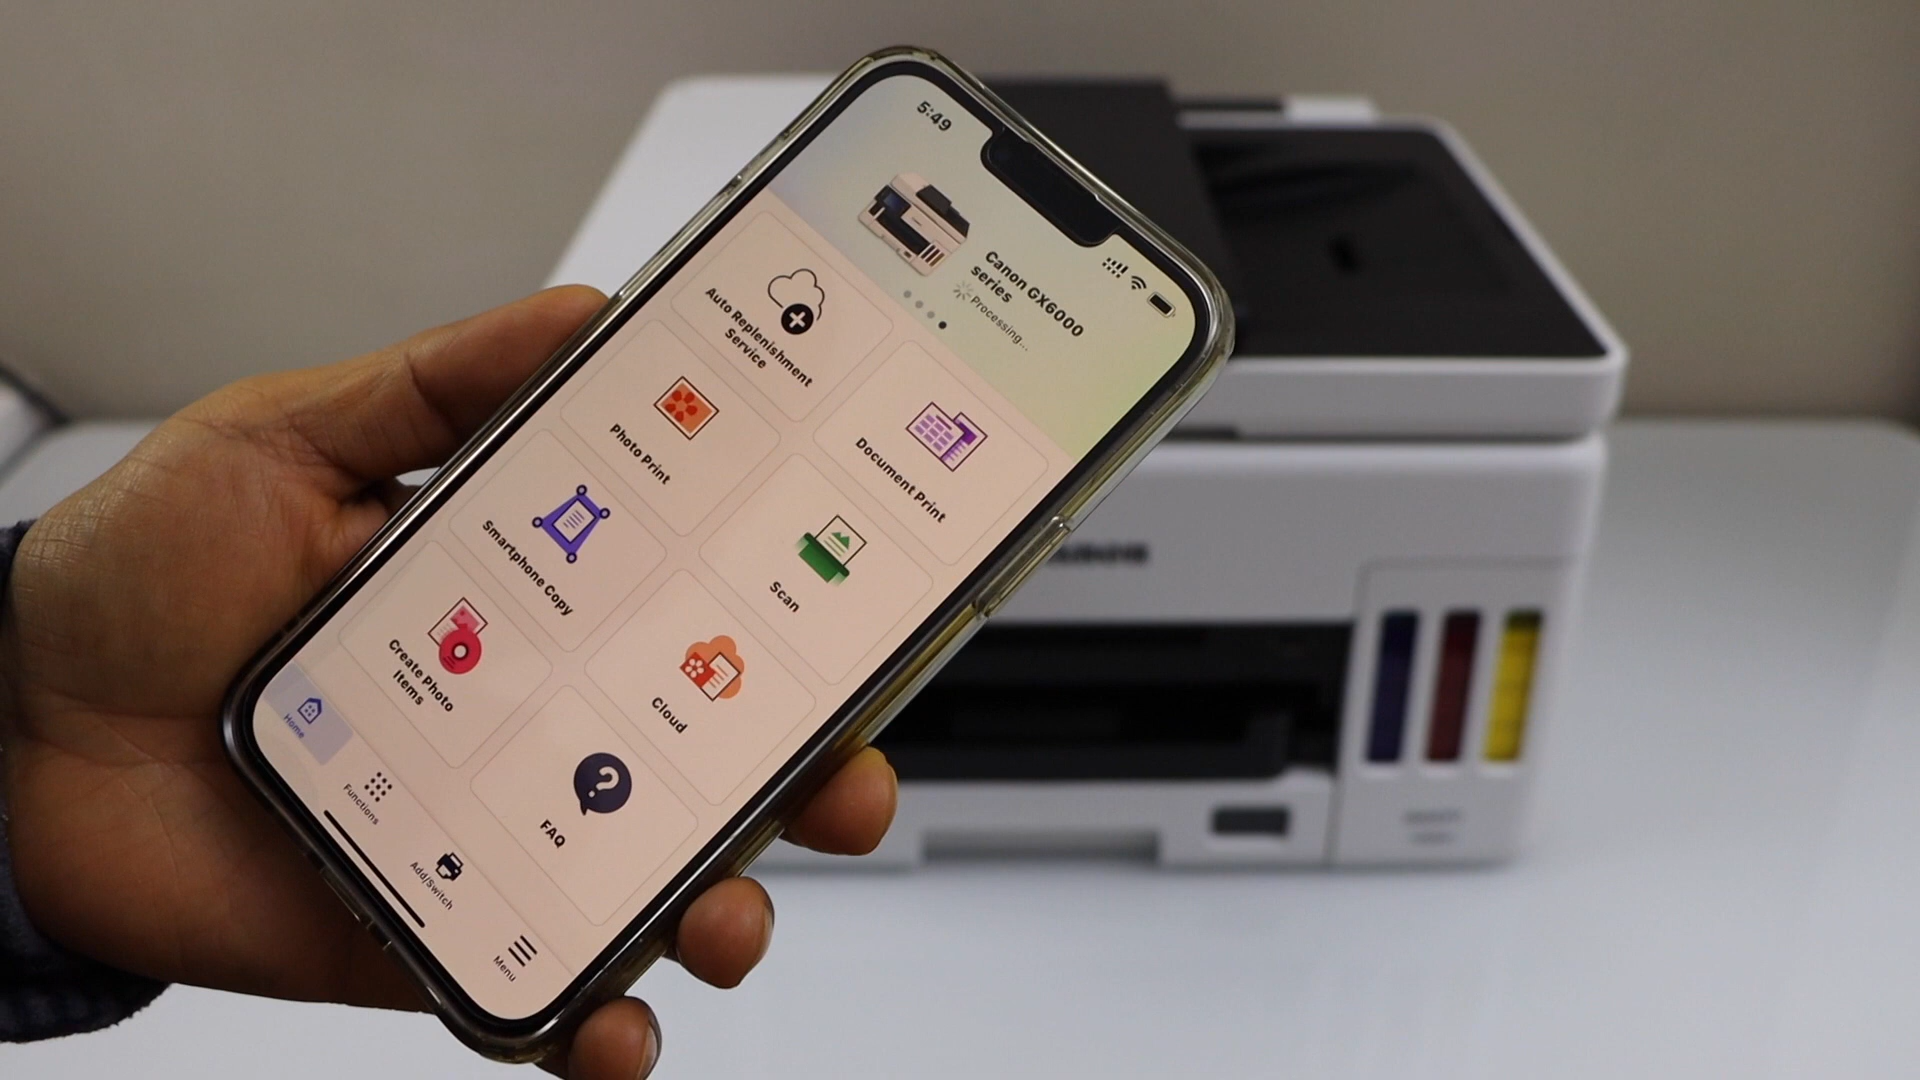 5:49
Canon GX6000
series
Processing...
Auto Replenishment
Service
Document Print
Photo Print
Scan
Smartphone Copy
Cloud
Create Photo
Items
FAQ
Home
Functions
Add/Switch
Menu